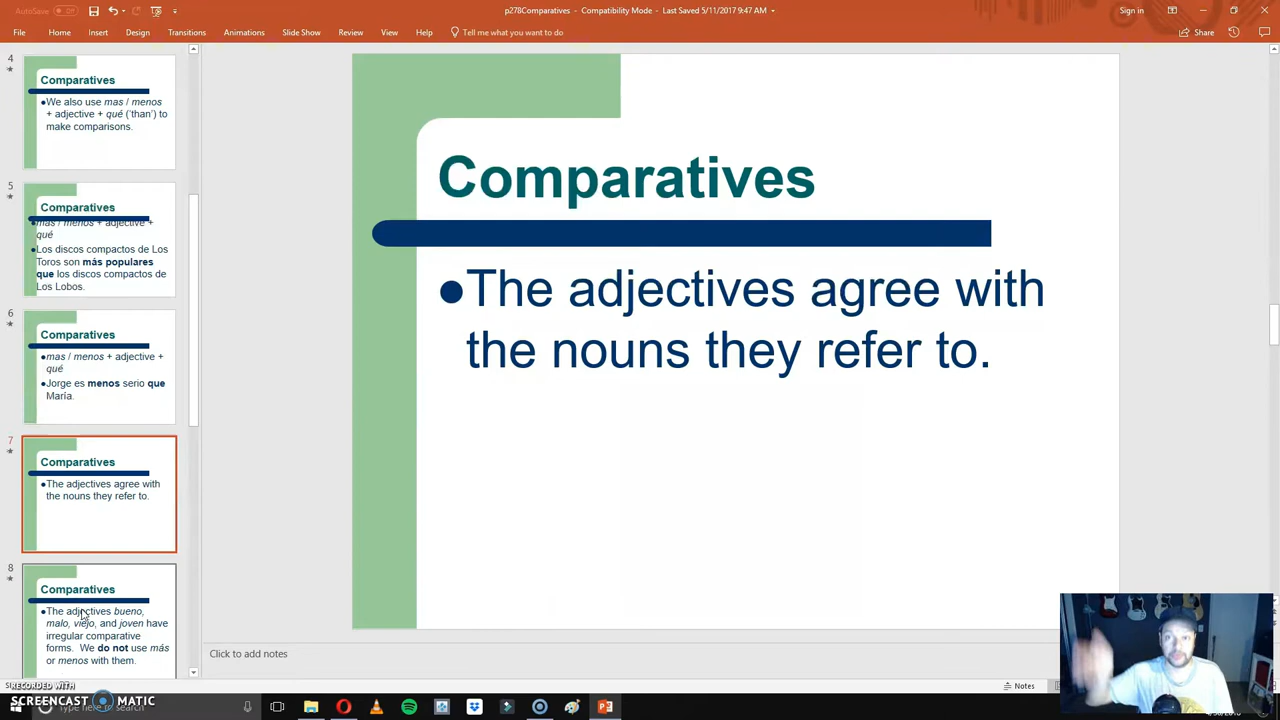 AutoSave Off
p278Comparatives - Compatibility Mode - Last Saved 5/11/2017 9:47 AM
Sign in
File Home Insert Design Transitions Animations Slide Show Review View Help Tell me what you want to do
Share
4
Comparatives
●We also use mas / menos
+ adjective + qué ('than') to
make comparisons.
5
Comparatives
●mas / menos + adjective +
qué
●Los discos compactos de Los
Toros son más populares
que los discos compactos de
Los Lobos.
6
Comparatives
●mas / menos + adjective +
qué
●Jorge es menos serio que
María.
7
Comparatives
●The adjectives agree with
the nouns they refer to.
8
Comparatives
●The adjectives bueno,
malo, viejo, and joven have
irregular comparative
forms. We do not use más
or menos with them.
Comparatives
●The adjectives agree with
the nouns they refer to.
Click to add notes
Notes
RECORDED WITH
SCREENCAST MATIC